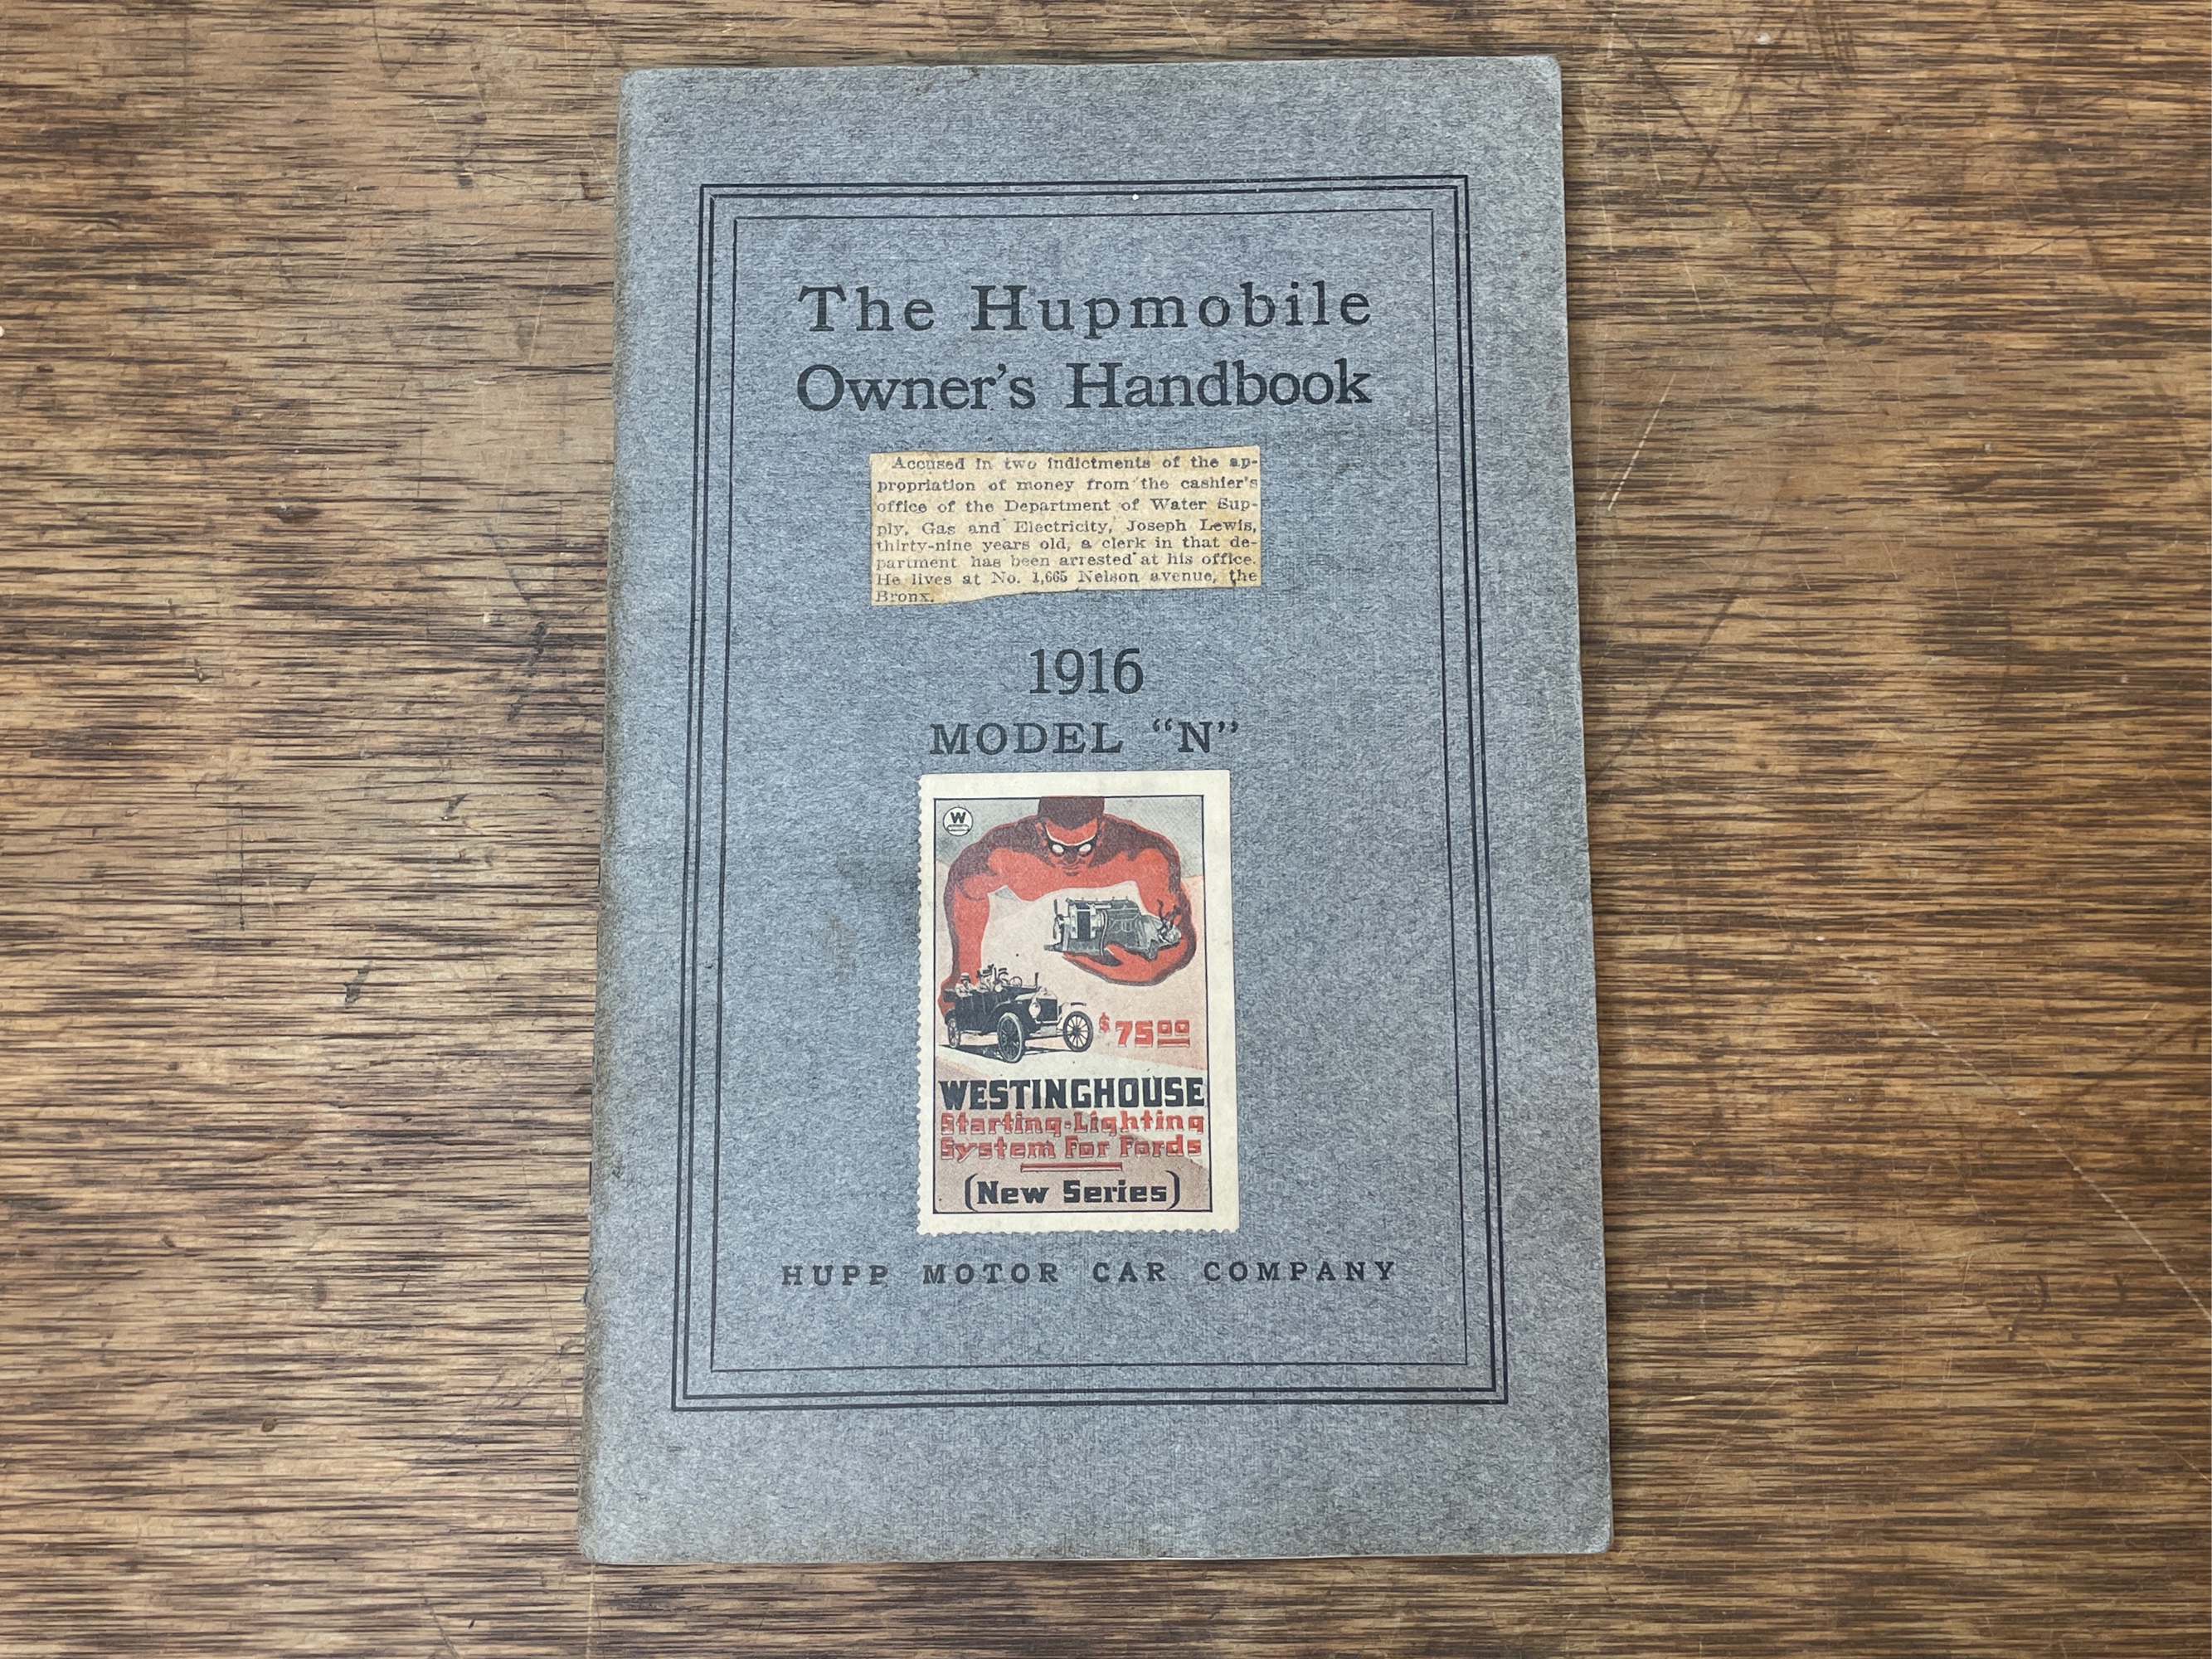 The Hupmobile
Owner's Handbook
Accused in two indictments of the ap-
propriation of money from the cashier's
office of the Department of Water Sup-
ply, Gas and Electricity, Joseph Lewis,
thirty-nine years old, a clerk in that de-
partment has been arrested at his office.
He lives at No. 1,665 Nelson avenue, the
Bronx.
1916
MODEL “N”
W
$7500
WESTINGHOUSE
Starting-Lighting
System For Fords
(New Series)
HUPP MOTOR CAR COMPANY